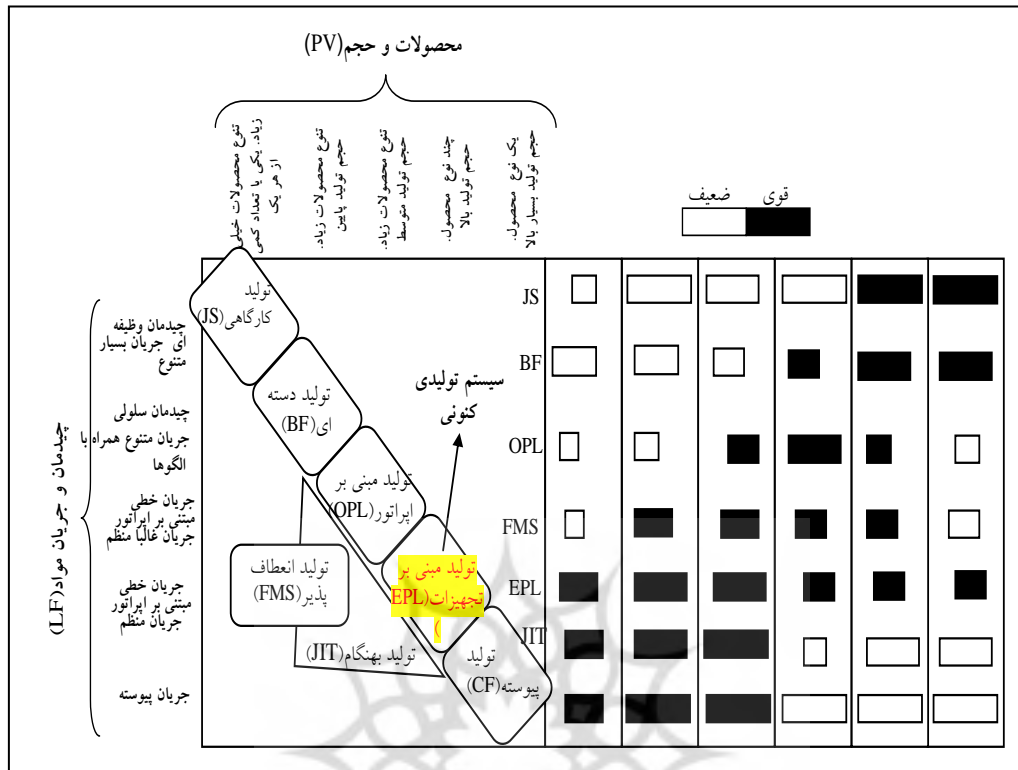 محصولات و حجم(PV)
تنوع محصولات خیلی
زیاد. یکی یا تعداد کمی
از هر یک
تنوع محصولات زیاد.
حجم تولید پایین
تنوع محصولات زیاد.
حجم تولید متوسط
چند نوع محصول.
حجم تولید بالا
یک نوع محصول.
حجم تولید بسیار بالا
ضعیف
قوی
چیدمان و جریان مواد(LF)
چیدمان وظیفه
ای جریان بسیار
متنوع
چیدمان سلولی
جریان متنوع همراه با
الگوها
جریان خطی
مبتنی بر اپراتور
جریان غالبا منظم
جریان خطی
مبتنی بر اپراتور
جریان منظم
جریان پیوسته
تولید
کارگاهی(JS)
تولید دسته
ای(BF)
تولید مبنی بر
اپراتور(OPL)
تولید مبنی بر
تجهیزات(EPL
)
تولید
پیوسته(CF)
تولید انعطاف
پذیر(FMS)
تولید بهنگام(JIT)
سیستم تولیدی
کنونی
JS
BF
OPL
FMS
EPL
JIT